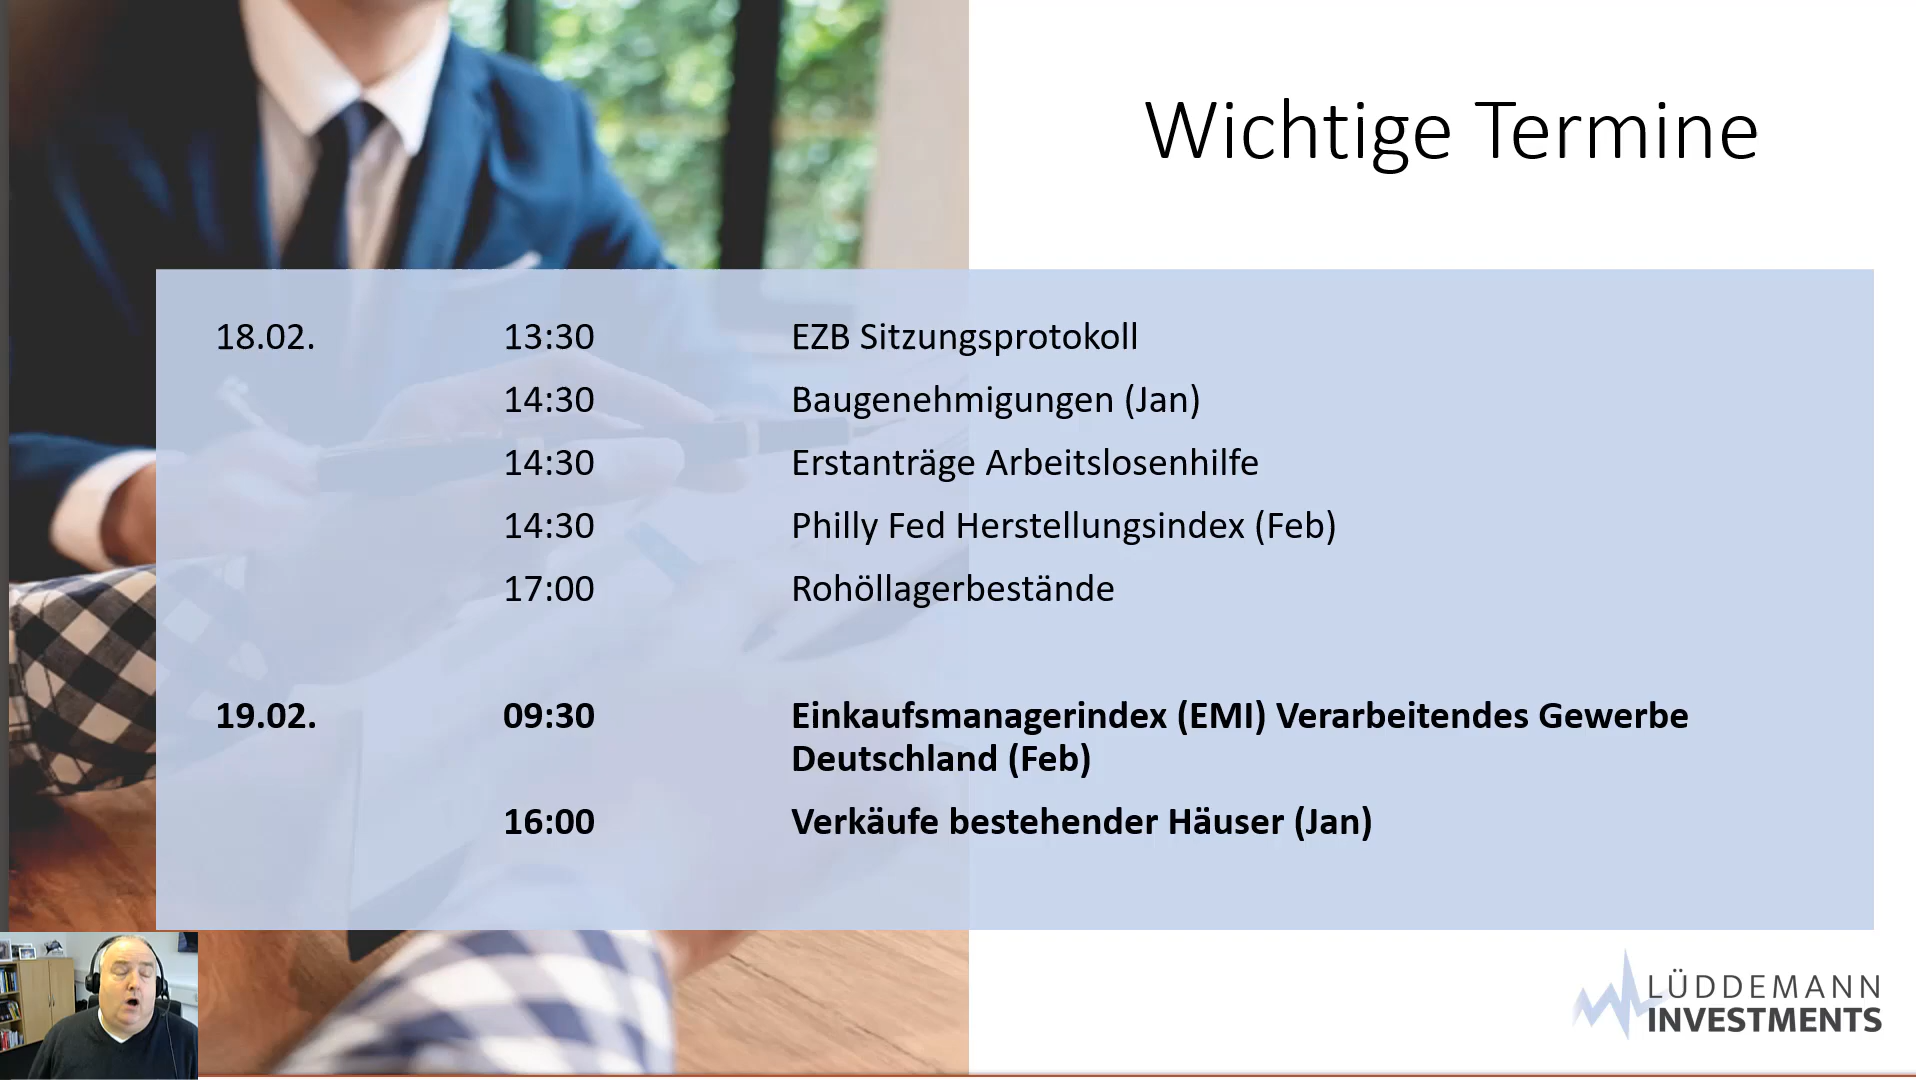 Wichtige Termine
18.02. 13:30 EZB Sitzungsprotokoll
14:30 Baugenehmigungen (Jan)
14:30 Erstanträge Arbeitslosenhilfe
14:30 Philly Fed Herstellungsindex (Feb)
17:00 Rohöllagerbestände
19.02. 09:30 Einkaufsmanagerindex (EMI) Verarbeitendes Gewerbe
Deutschland (Feb)
16:00 Verkäufe bestehender Häuser (Jan)
LÜDDEMANN
INVESTMENTS